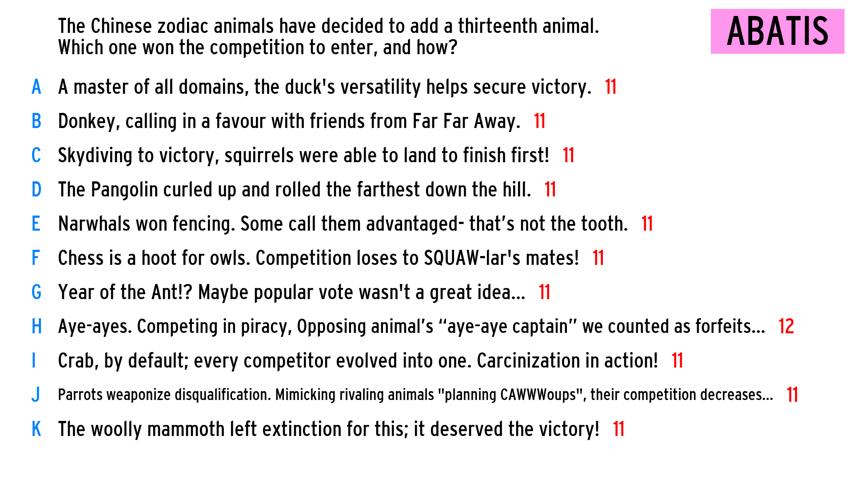 The Chinese zodiac animals have decided to add a thirteenth animal.
Which one won the competition to enter, and how?
ABATIS
A A master of all domains, the duck's versatility helps secure victory. 11
B Donkey, calling in a favour with friends from Far Far Away. 11
C Skydiving to victory, squirrels were able to land to finish first! 11
D The Pangolin curled up and rolled the farthest down the hill. 11
E Narwhals won fencing. Some call them advantaged- that's not the tooth. 11
F Chess is a hoot for owls. Competition loses to SQUAW-lar's mates! 11
G Year of the Ant!? Maybe popular vote wasn't a great idea... 11
H Aye-ayes. Competing in piracy, Opposing animal's “aye-aye captain” we counted as forfeits... 12
I Crab, by default; every competitor evolved into one. Carcinization in action! 11
J Parrots weaponize disqualification. Mimicking rivaling animals "planning CAWWWoups", their competition decreases... 11
K The woolly mammoth left extinction for this; it deserved the victory! 11